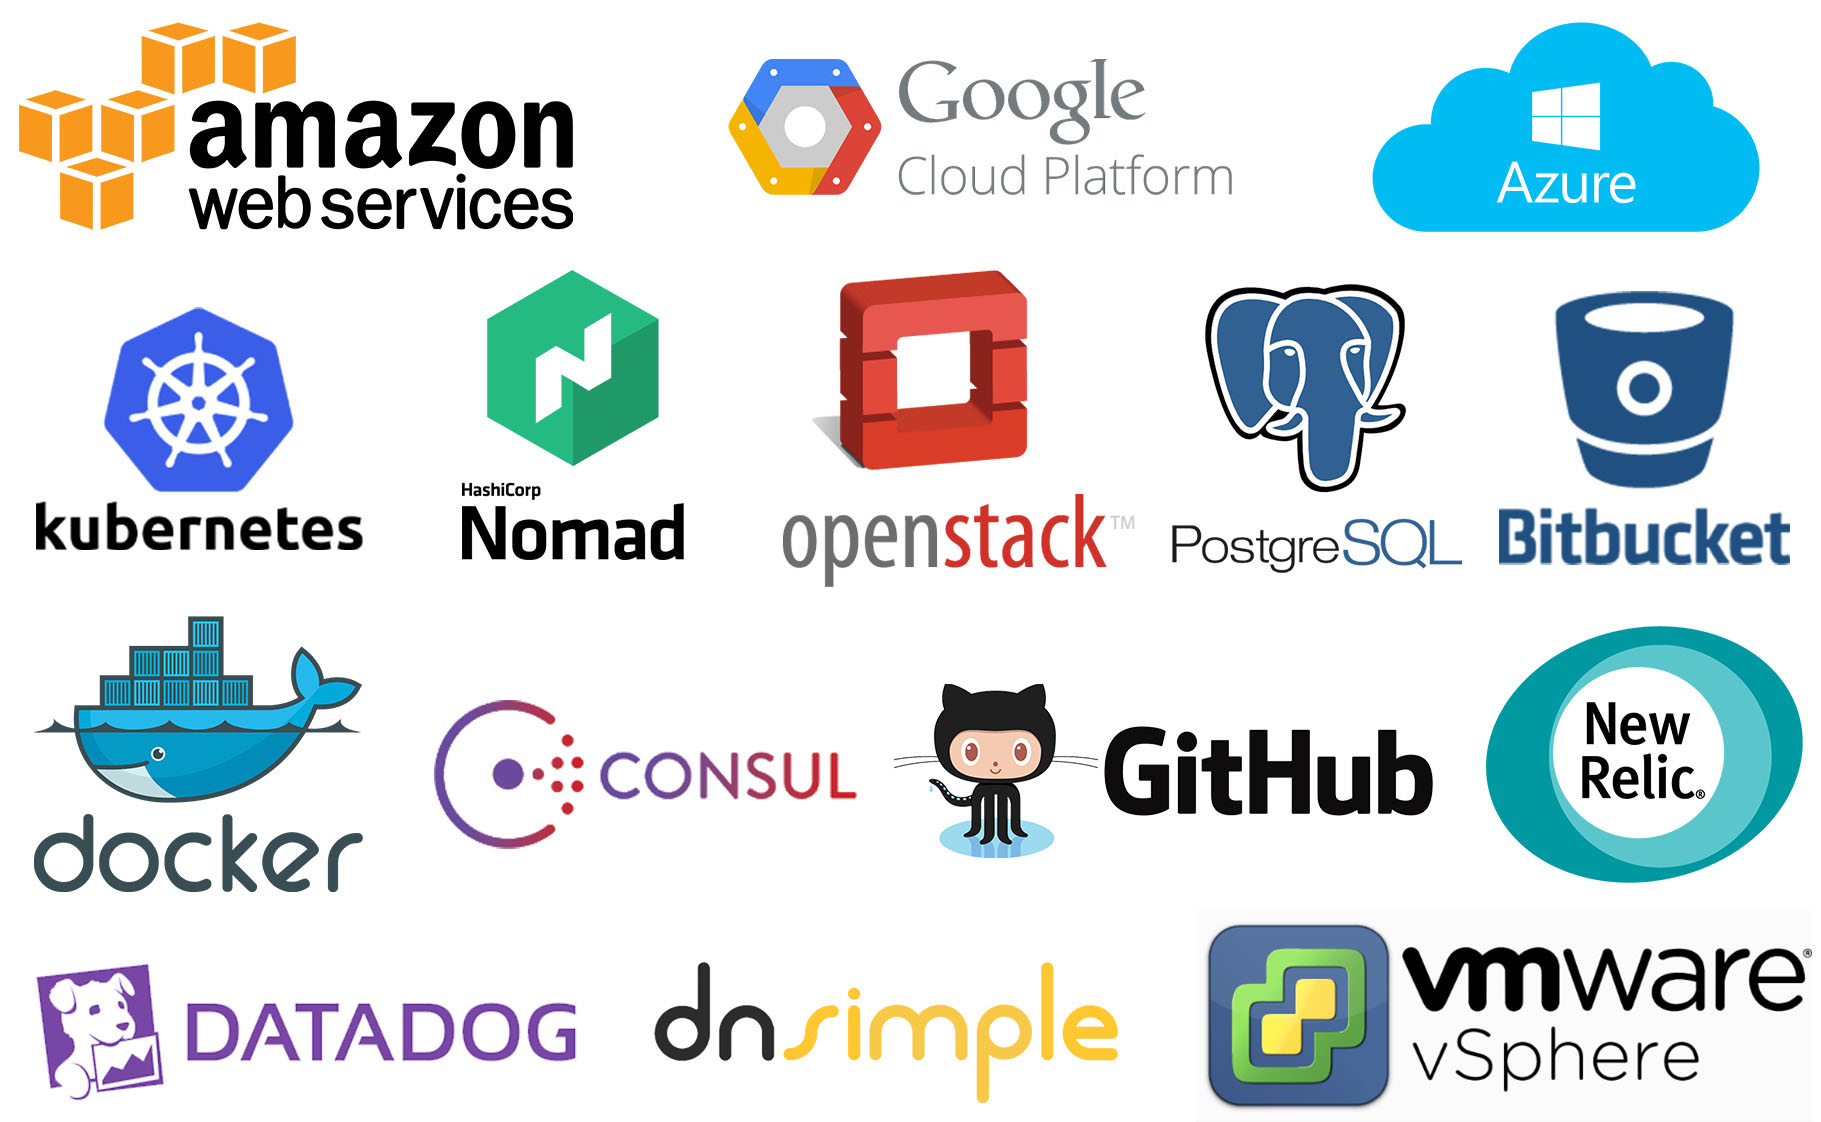 amazon
web services
Google
Cloud Platform
Azure
kubernetes
HashiCorp
Nomad
openstack™
PostgreSQL
Bitbucket
docker
CONSUL
GitHub
New
Relic®
DATADOG
dnsimple
vmware®
vSphere